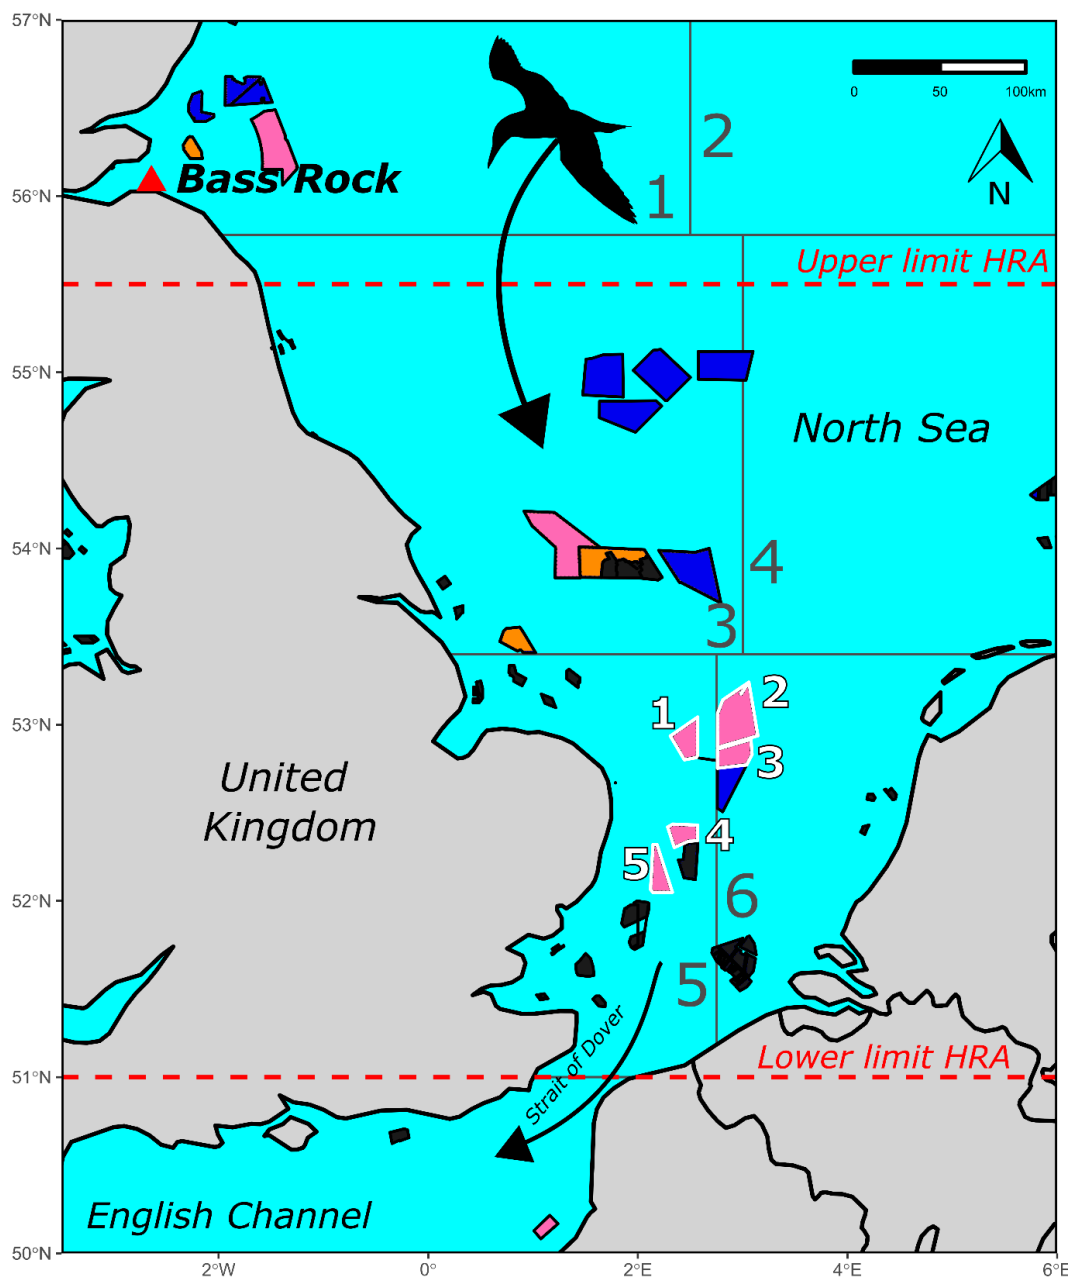 57°N
56°N
55°N
54°N
53°N
52°N
51°N
50°N
2°W
0°
2°E
4°E
6°E
0
50
100km
N
2
1
Bass Rock
Upper limit HRA
North Sea
4
3
1
2
3
United
Kingdom
4
5
6
5
Strait of Dover
Lower limit HRA
English Channel